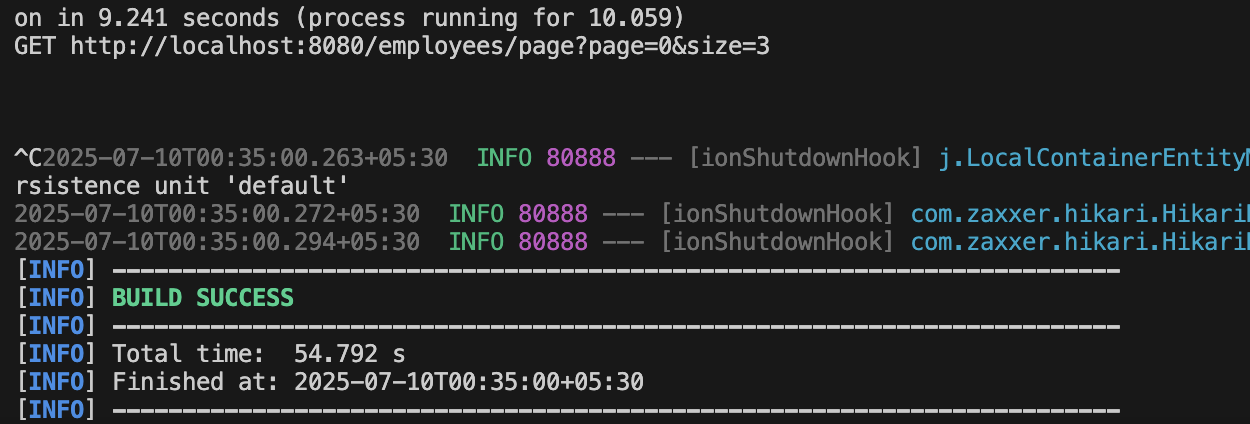 on in 9.241 seconds (process running for 10.059)
GET http://localhost:8080/employees/page?page=0&size=3
^C2025-07-10T00:35:00.263+05:30  INFO 80888 --- [ionShutdownHook] j.LocalContainerEntity
rsistence unit 'default'
2025-07-10T00:35:00.272+05:30  INFO 80888 --- [ionShutdownHook] com.zaxxer.hikari.Hikari
2025-07-10T00:35:00.294+05:30  INFO 80888 --- [ionShutdownHook] com.zaxxer.hikari.Hikari
[INFO] ------------------------------------------------------------------------
[INFO] BUILD SUCCESS
[INFO] ------------------------------------------------------------------------
[INFO] Total time:  54.792 s
[INFO] Finished at: 2025-07-10T00:35:00+05:30
[INFO] ------------------------------------------------------------------------